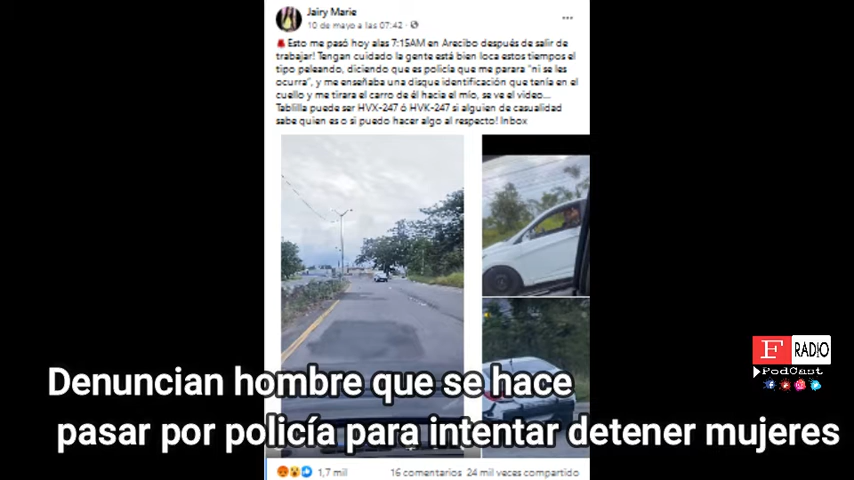 Jairy Marie
10 de mayo a las 07:42
Esto me pasó hoy alas 7:15AM en Arecibo después de salir de
trabajar! Tengan cuidado la gente está bien loca estos tiempos el
tipo peleando, diciendo que es policía que me parara "ni se les
ocurra", y me enseñaba una disque identificación que tenía en el
cuello y me tirara el carro de él hacia el mío, se ve el video...
Tablilla puede ser HVX-247 ó HVK-247 si alguien de casualidad
sabe quien es o si puedo hacer algo al respecto! Inbox
F RADIO
PodCast
Denuncian hombre que se hace
pasar por policía para intentar detener mujeres
1,7 mil 16 comentarios 24 mil veces compartido